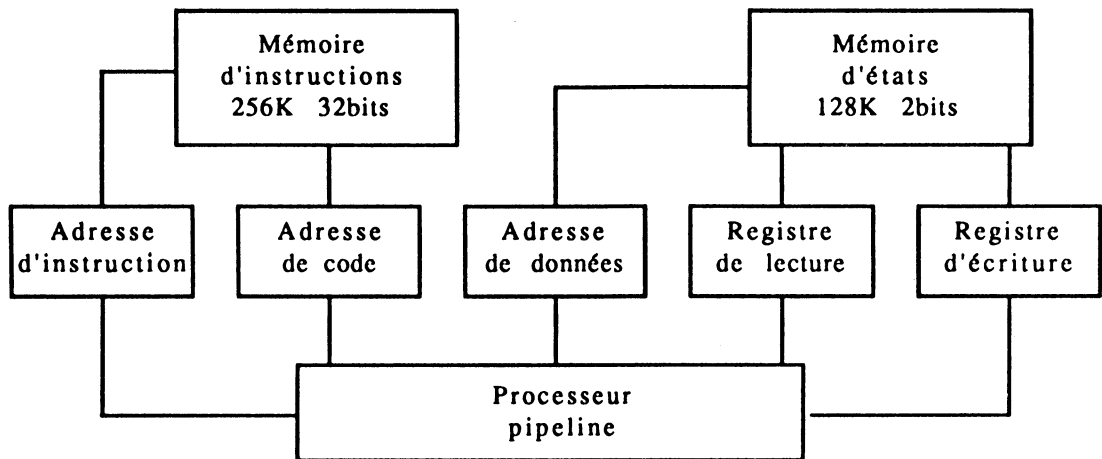 Mémoire
d'instructions
256K 32bits
Mémoire
d'états
128K 2bits
Adresse
d'instruction
Adresse
de code
Adresse
de données
Registre
de lecture
Registre
d'écriture
Processeur
pipeline